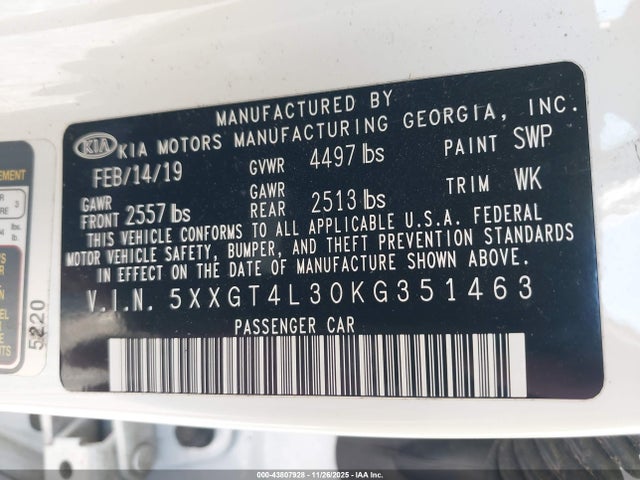 MANUFACTURED BY
KIA KIA MOTORS MANUFACTURING GEORGIA, INC.
FEB/14/19 GVWR 4497 lbs PAINT SWP
GAWR FRONT 2557 lbs GAWR REAR 2513 lbs TRIM WK
THIS VEHICLE CONFORMS TO ALL APPLICABLE U.S.A. FEDERAL
MOTOR VEHICLE SAFETY, BUMPER, AND THEFT PREVENTION STANDARDS
IN EFFECT ON THE DATE OF MANUFACTURE SHOWN ABOVE.
V.I.N. 5XXGT4L30KG351463
PASSENGER CAR
5220
000-43807928 - 11/26/2025 - IAA Inc.